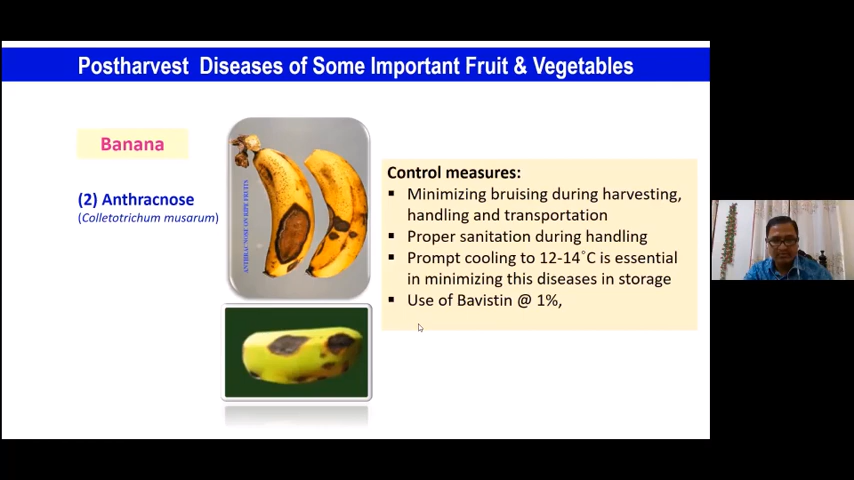 Postharvest Diseases of Some Important Fruit & Vegetables
Banana
(2) Anthracnose
(Colletotrichum musarum)
ANTHRACNOSE ON RIPE FRUITS
Control measures:
▪ Minimizing bruising during harvesting,
handling and transportation
▪ Proper sanitation during handling
▪ Prompt cooling to 12-14˚C is essential
in minimizing this diseases in storage
▪ Use of Bavistin @ 1%,